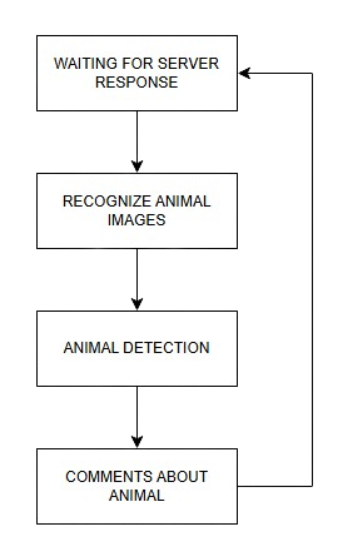 WAITING FOR SERVER
RESPONSE
RECOGNIZE ANIMAL
IMAGES
ANIMAL DETECTION
COMMENTS ABOUT
ANIMAL